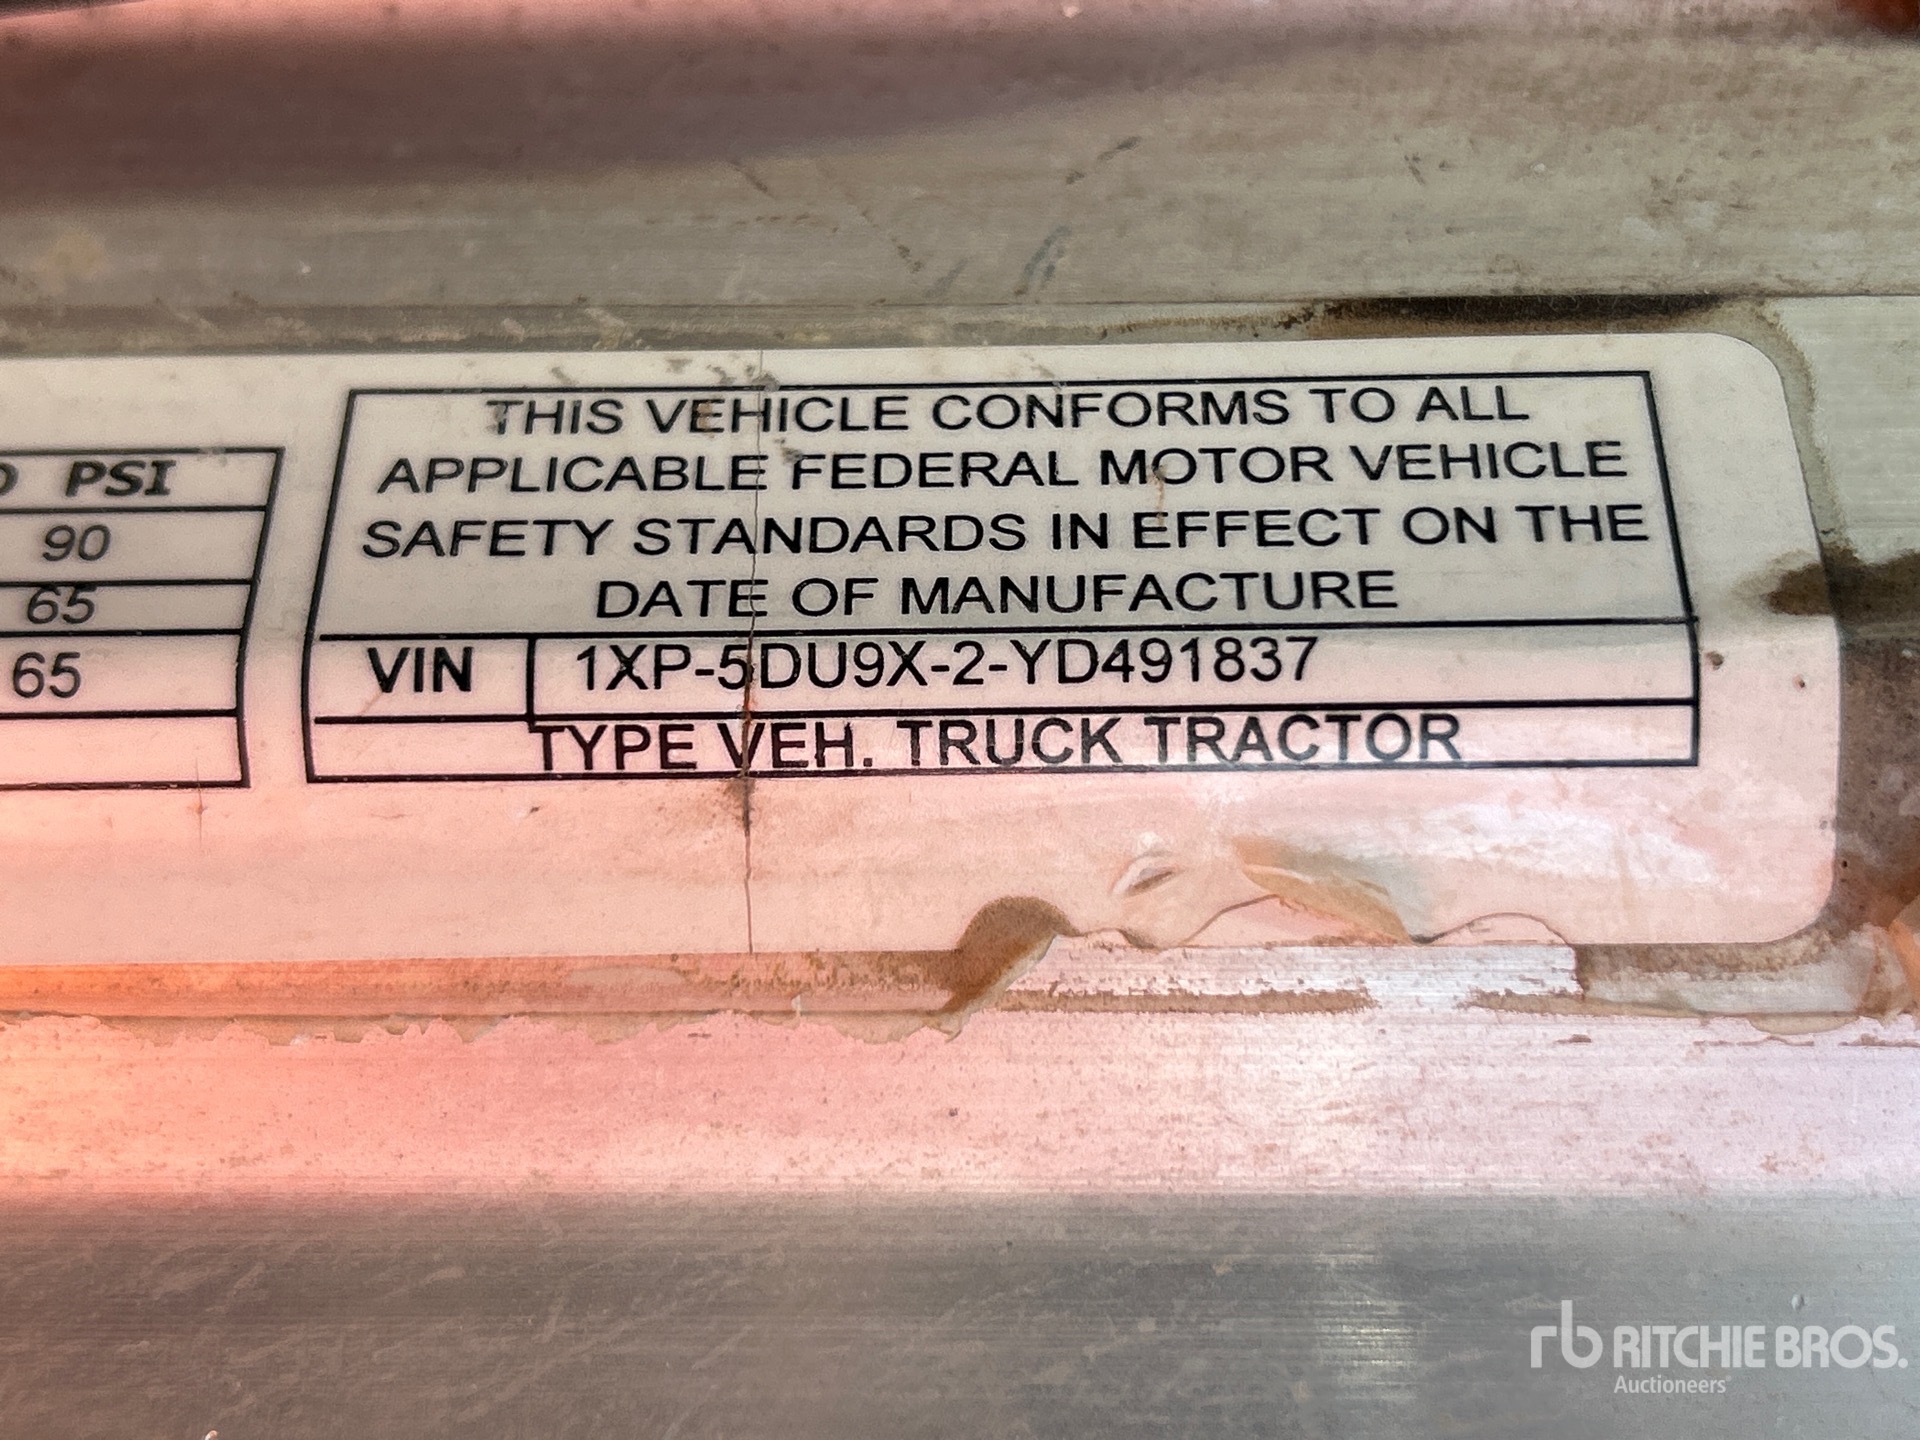 THIS VEHICLE CONFORMS TO ALL
APPLICABLE FEDERAL MOTOR VEHICLE
SAFETY STANDARDS IN EFFECT ON THE
DATE OF MANUFACTURE
PSI
90
65
65
VIN 1XP-5DU9X-2-YD491837
TYPE VEH. TRUCK TRACTOR
rb RITCHIE BROS.
Auctioneers